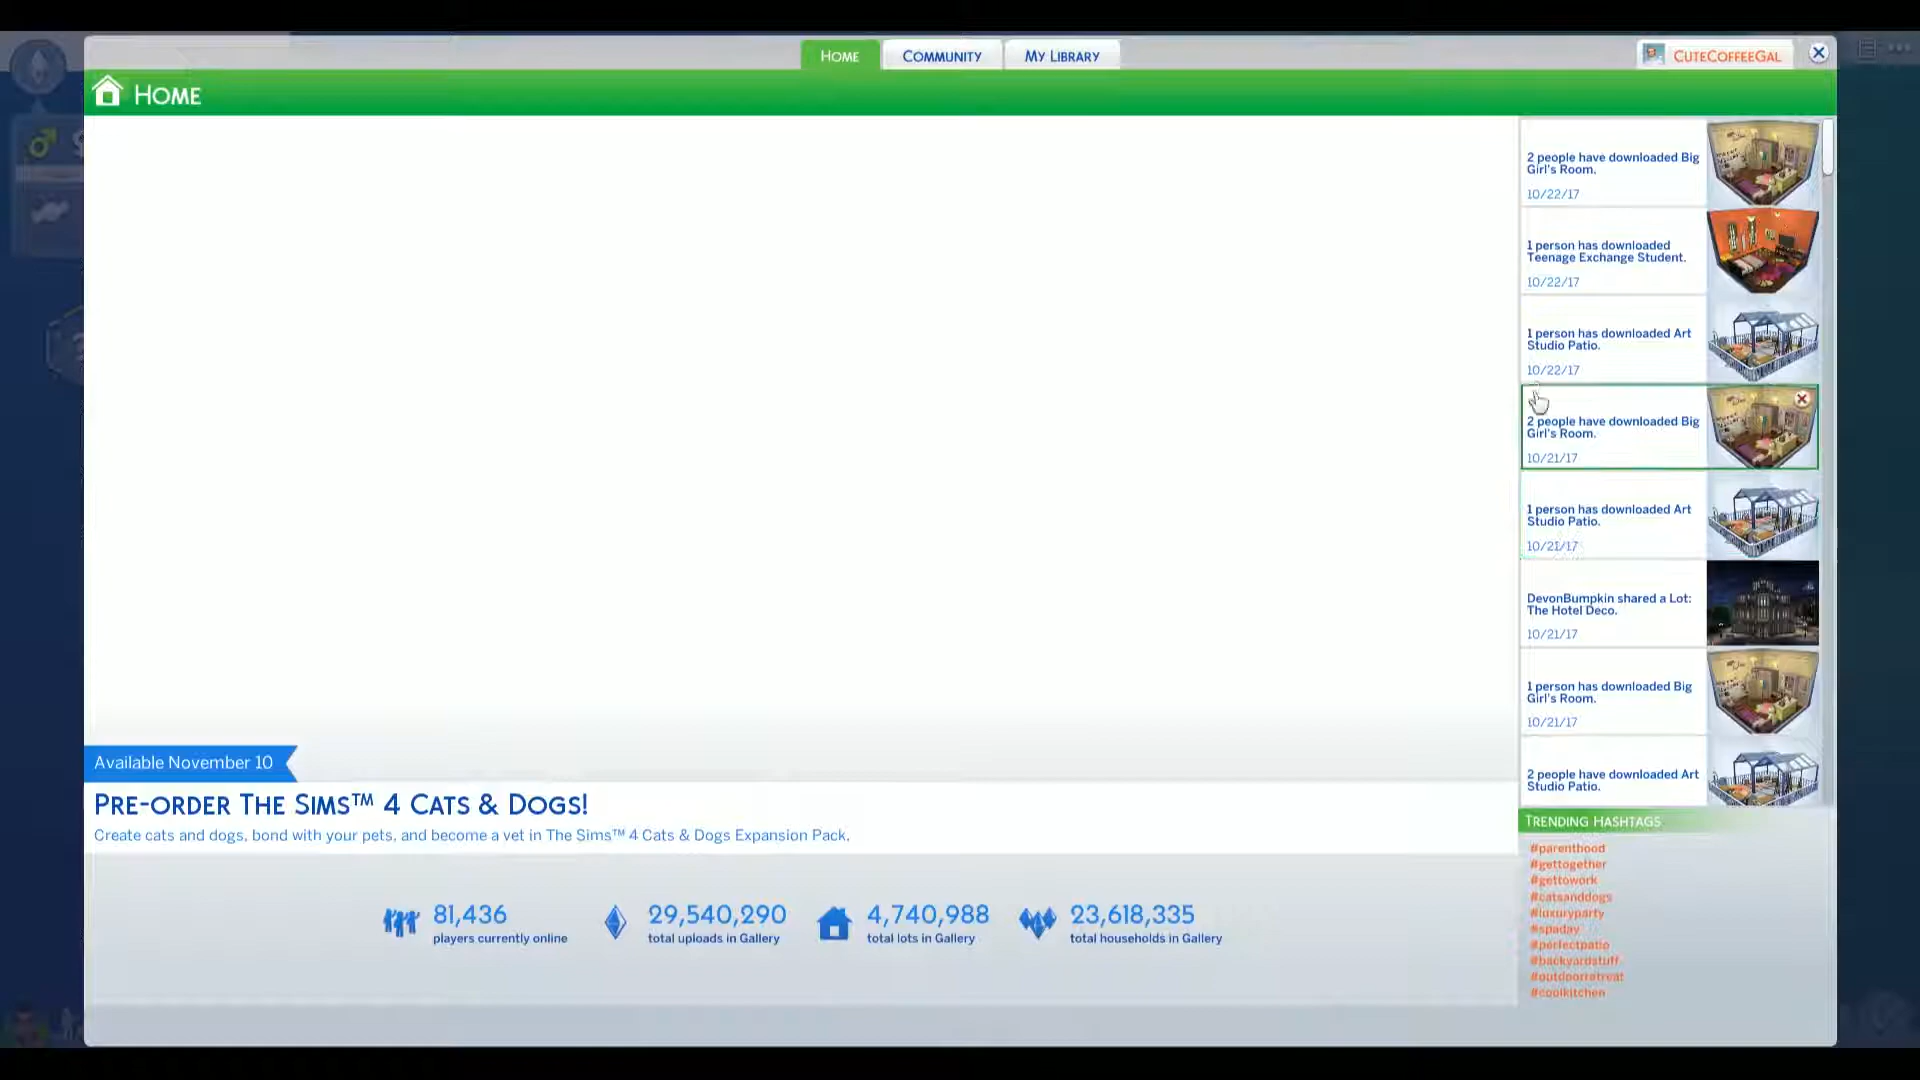 HOME
COMMUNITY
MY LIBRARY
CUTECOFFEEGAL
HOME
2 people have downloaded Big
Girl's Room.
10/22/17
1 person has downloaded
Teenage Exchange Student.
10/22/17
1 person has downloaded Art
Studio Patio.
10/22/17
2 people have downloaded Big
Girl's Room.
10/21/17
1 person has downloaded Art
Studio Patio.
10/21/17
DevonBumpkin shared a Lot:
The Hotel Deco.
10/21/17
1 person has downloaded Big
Girl's Room.
10/21/17
2 people have downloaded Art
Studio Patio.
Available November 10
PRE-ORDER THE SIMS™ 4 CATS & DOGS!
Create cats and dogs, bond with your pets, and become a vet in The Sims™ 4 Cats & Dogs Expansion Pack.
81,436
players currently online
29,540,290
total uploads in Gallery
4,740,988
total lots in Gallery
23,618,335
total households in Gallery
TRENDING HASHTAGS
#parenthood
#gettogether
#gettowork
#catsanddogs
#luxuryparty
#spaday
#perfectpatio
#backyardstuff
#outdoorretreat
#coolkitchen